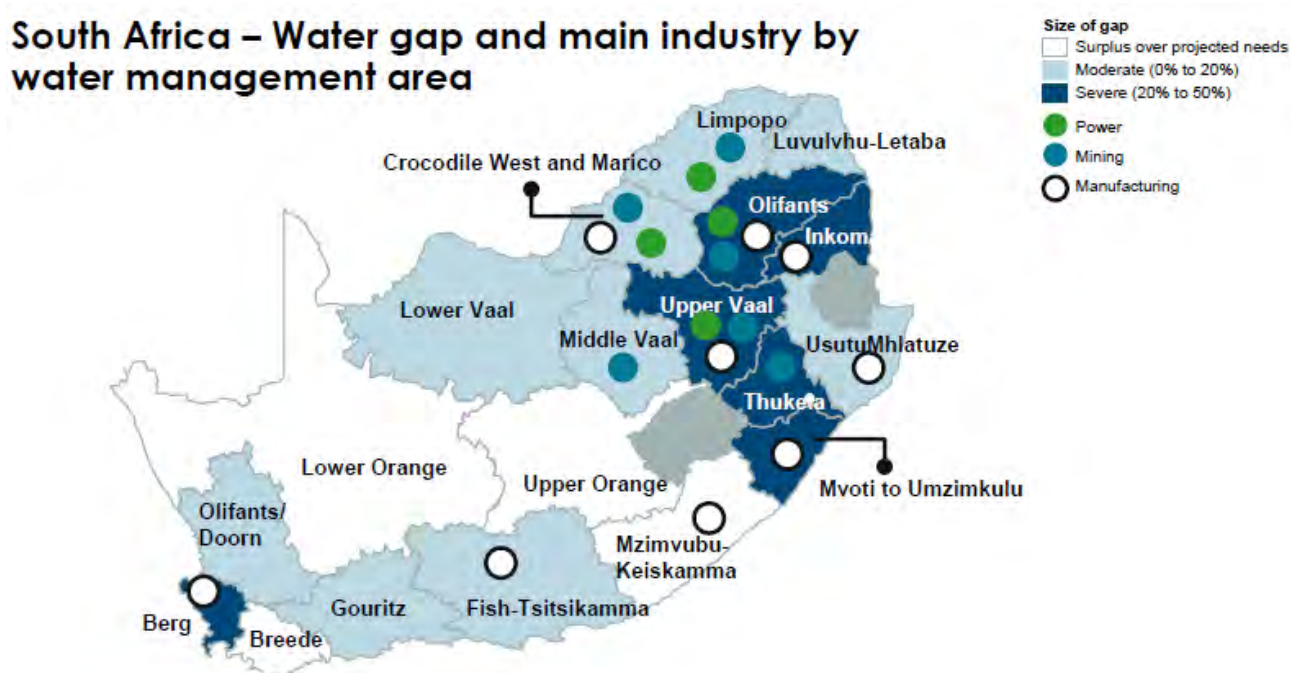 South Africa – Water gap and main industry by
water management area
Size of gap
Surplus over projected needs
Moderate (0% to 20%)
Severe (20% to 50%)
Power
Mining
Manufacturing
Limpopo
Luvulvhu-Letaba
Crocodile West and Marico
Olifants
Inkoma
Lower Vaal
Upper Vaal
Middle Vaal
UsutuMhlatuze
Thukela
Lower Orange
Upper Orange
Mvoti to Umzimkulu
Olifants/
Doorn
Mzimvubu-
Keiskamma
Gouritz
Fish-Tsitsikamma
Berg
Breede